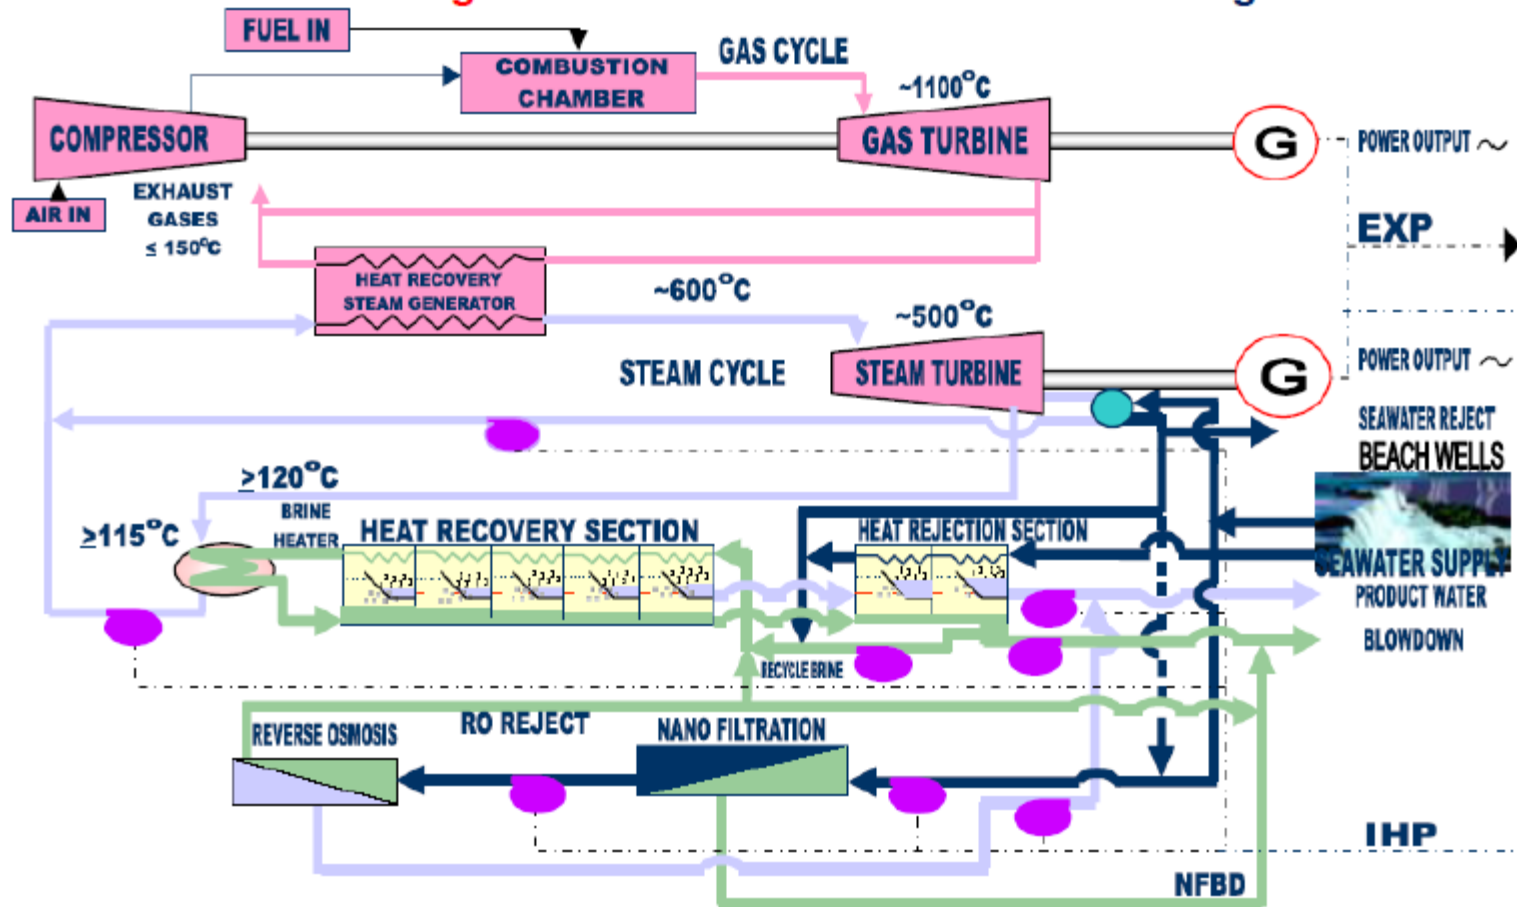 FUEL IN
COMBUSTION
CHAMBER
GAS CYCLE
~1100°C
COMPRESSOR
GAS TURBINE
G
POWER OUTPUT ~
AIR IN
EXHAUST
GASES
≤ 150°C
EXP
HEAT RECOVERY
STEAM GENERATOR
~600°C
~500°C
STEAM CYCLE
STEAM TURBINE
G
POWER OUTPUT ~
SEAWATER REJECT
BEACH WELLS
≥120°C
≥115°C
BRINE
HEATER
HEAT RECOVERY SECTION
HEAT REJECTION SECTION
SEAWATER SUPPLY
PRODUCT WATER
BLOWDOWN
RECYCLE BRINE
REVERSE OSMOSIS
RO REJECT
NANO FILTRATION
IHP
NFBD